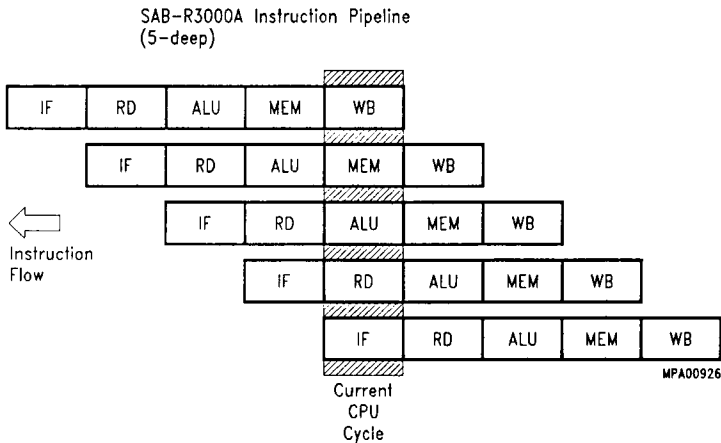 SAB-R3000A Instruction Pipeline
(5-deep)
IF RD ALU MEM WB
IF RD ALU MEM WB
IF RD ALU MEM WB
Instruction
Flow
IF RD ALU MEM WB
IF RD ALU MEM WB
MPA00926
Current
CPU
Cycle